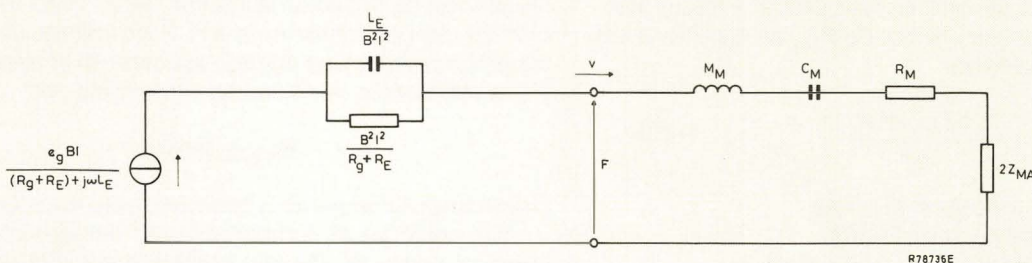 L_E
B²l²
v
M_M
C_M
R_M
B²l²
R_g+R_E
e_g Bl
(R_g+R_E)+jωL_E
F
2Z_MA
R78736E